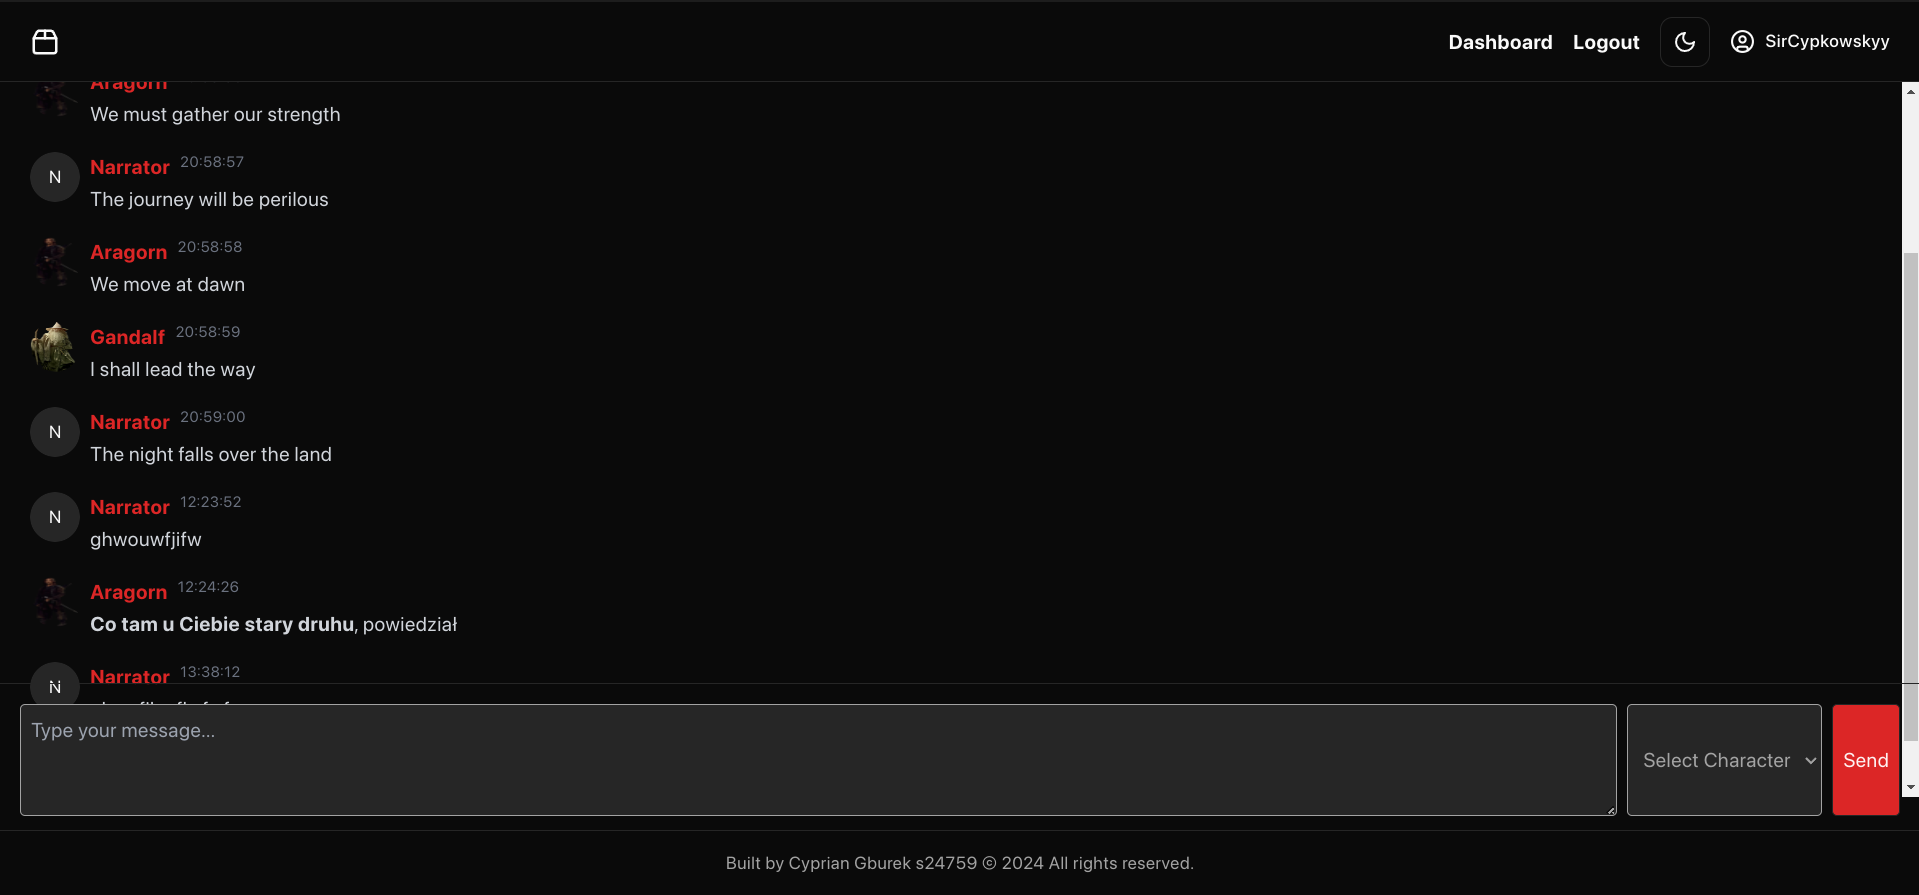 Dashboard Logout SirCypkowskyy
Aragorn
We must gather our strength
N Narrator 20:58:57
The journey will be perilous
Aragorn 20:58:58
We move at dawn
Gandalf 20:58:59
I shall lead the way
N Narrator 20:59:00
The night falls over the land
N Narrator 12:23:52
ghwouwfjifw
Aragorn 12:24:26
Co tam u Ciebie stary druhu, powiedział
N Narrator 13:38:12
Type your message...
Select Character
Send
Built by Cyprian Gburek s24759 © 2024 All rights reserved.